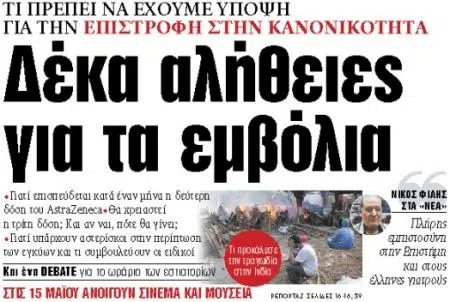 ΤΙ ΠΡΕΠΕΙ ΝΑ ΕΧΟΥΜΕ ΥΠΟΨΗ
ΓΙΑ ΤΗΝ ΕΠΙΣΤΡΟΦΗ ΣΤΗΝ ΚΑΝΟΝΙΚΟΤΗΤΑ
Δέκα αλήθειες
για τα εμβόλια
•Γιατί επισπεύδεται κατά έναν μήνα η δεύτερη
δόση του AstraZeneca •Θα χρειαστεί
η τρίτη δόση; Και αν ναι, πότε θα γίνει;
•Γιατί υπάρχουν αστερίσκοι στην περίπτωση
των εγκύων και τι συμβουλεύουν οι ειδικοί
Και ένα DEBATE για το ωράριο των εστιατορίων
Τι προκάλεσε
την τραγωδία
στην Ινδία
ΝΙΚΟΣ ΦΙΛΗΣ
ΣΤΑ «ΝΕΑ»
Πλήρης
εμπιστοσύνη
στην Επιστήμη
και στους
έλληνες γιατρούς
ΣΤΙΣ 15 ΜΑΪΟΥ ΑΝΟΙΓΟΥΝ ΣΙΝΕΜΑ ΚΑΙ ΜΟΥΣΕΙΑ
ΡΕΠΟΡΤΑΖ ΣΕΛΙΔΕΣ 16-16, 39